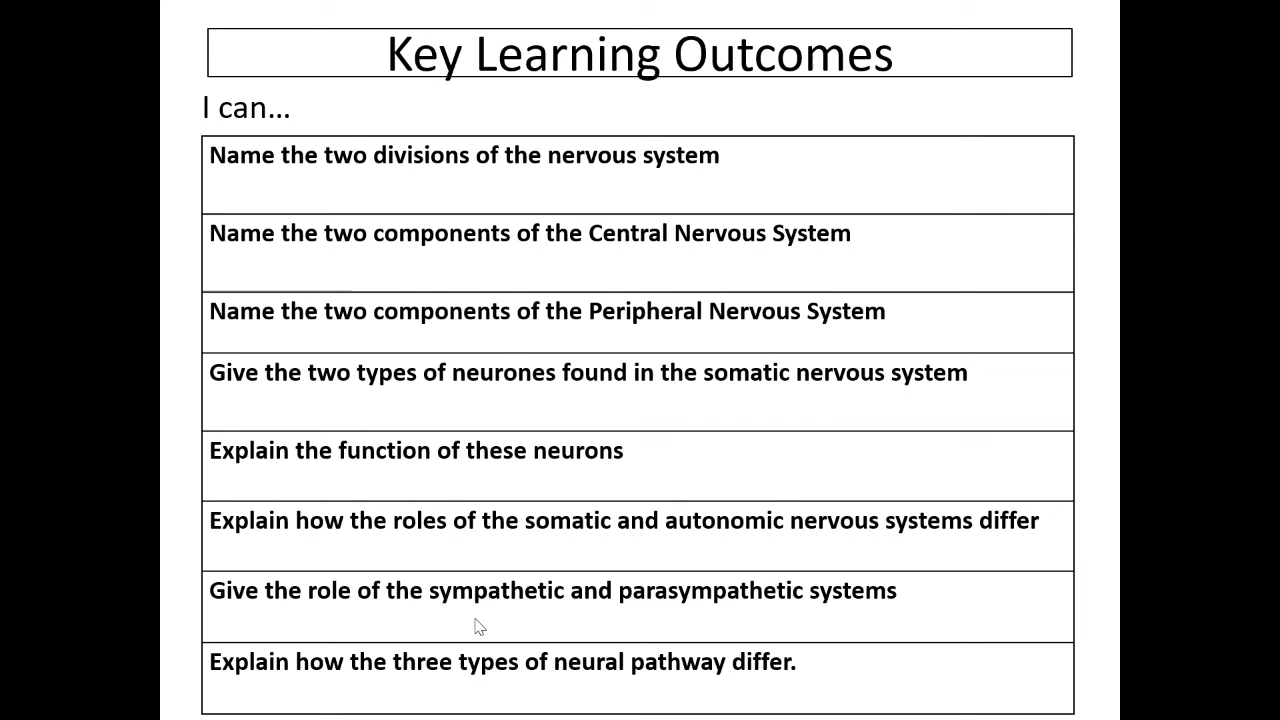 Key Learning Outcomes
I can...
Name the two divisions of the nervous system
Name the two components of the Central Nervous System
Name the two components of the Peripheral Nervous System
Give the two types of neurones found in the somatic nervous system
Explain the function of these neurons
Explain how the roles of the somatic and autonomic nervous systems differ
Give the role of the sympathetic and parasympathetic systems
Explain how the three types of neural pathway differ.